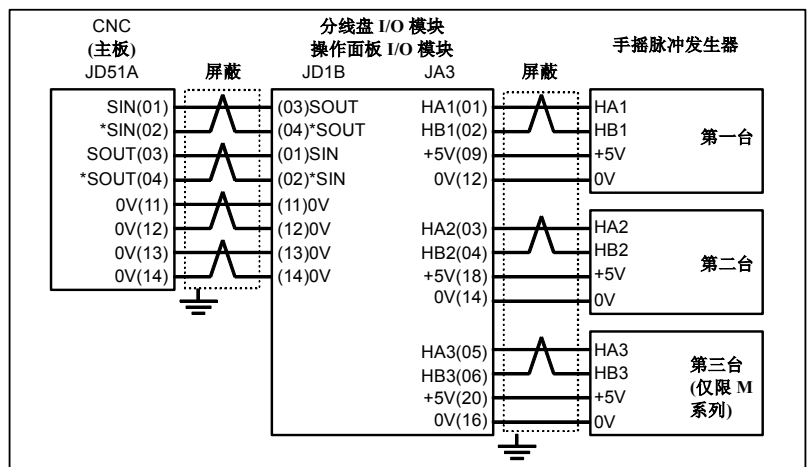 CNC
(主板)
JD51A
屏蔽
分线盘 I/O 模块
操作面板 I/O 模块
JD1B
JA3
屏蔽
手摇脉冲发生器
SIN(01)
*SIN(02)
SOUT(03)
*SOUT(04)
0V(11)
0V(12)
0V(13)
0V(14)
(03)SOUT
(04)*SOUT
(01)SIN
(02)*SIN
(11)0V
(12)0V
(13)0V
(14)0V
HA1(01)
HB1(02)
+5V(09)
0V(12)
HA2(03)
HB2(04)
+5V(18)
0V(14)
HA3(05)
HB3(06)
+5V(20)
0V(16)
HA1
HB1
+5V
0V
第一台
HA2
HB2
+5V
0V
第二台
HA3
HB3
+5V
0V
第三台
(仅限 M
系列)